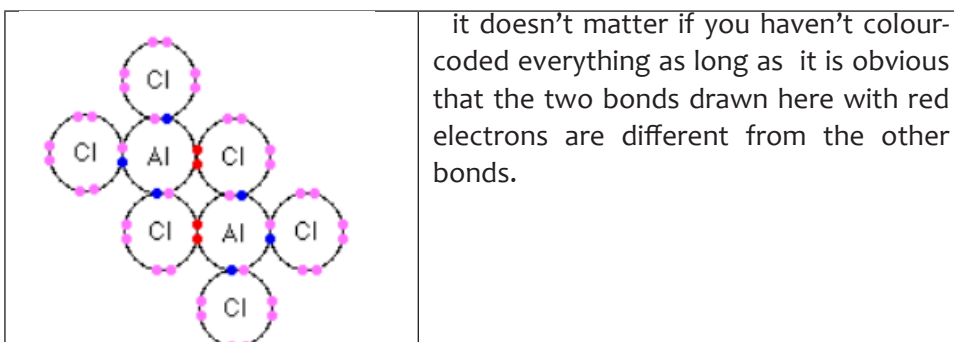 Cl
Cl Al Cl
Cl Al Cl
Cl
it doesn’t matter if you haven’t colour-
coded everything as long as it is obvious
that the two bonds drawn here with red
electrons are different from the other
bonds.